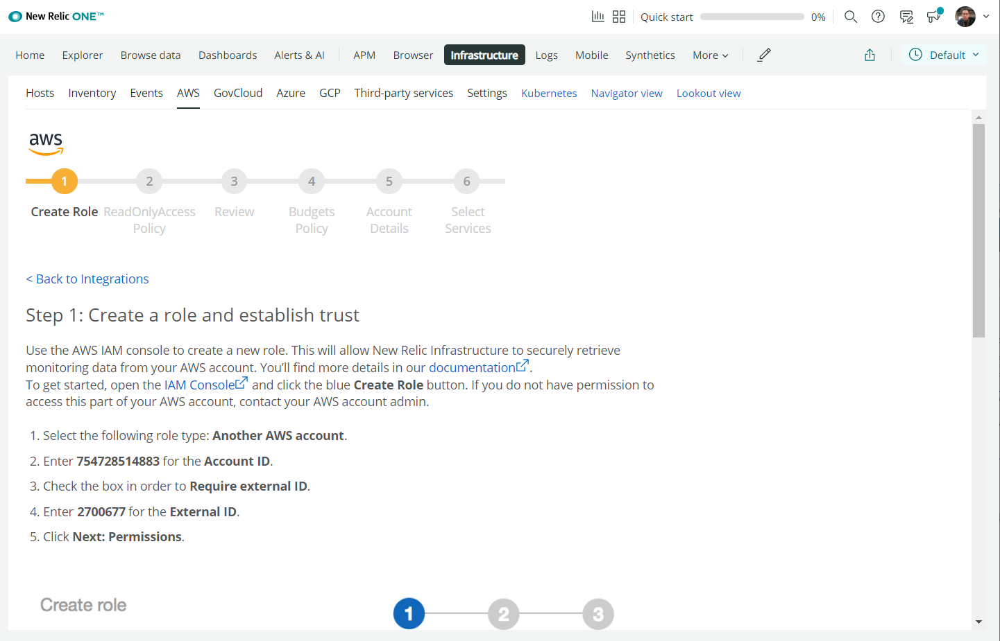 New Relic ONE™
Quick start 0%
Home Explorer Browse data Dashboards Alerts & AI APM Browser Infrastructure Logs Mobile Synthetics More Default
Hosts Inventory Events AWS GovCloud Azure GCP Third-party services Settings Kubernetes Navigator view Lookout view
aws
1 2 3 4 5 6
Create Role ReadOnlyAccess Review Budgets Account Select
Policy Policy Details Services
< Back to Integrations
Step 1: Create a role and establish trust
Use the AWS IAM console to create a new role. This will allow New Relic Infrastructure to securely retrieve
monitoring data from your AWS account. You’ll find more details in our documentation.
To get started, open the IAM Console and click the blue Create Role button. If you do not have permission to
access this part of your AWS account, contact your AWS account admin.
1. Select the following role type: Another AWS account.
2. Enter 754728514883 for the Account ID.
3. Check the box in order to Require external ID.
4. Enter 2700677 for the External ID.
5. Click Next: Permissions.
Create role 1 2 3